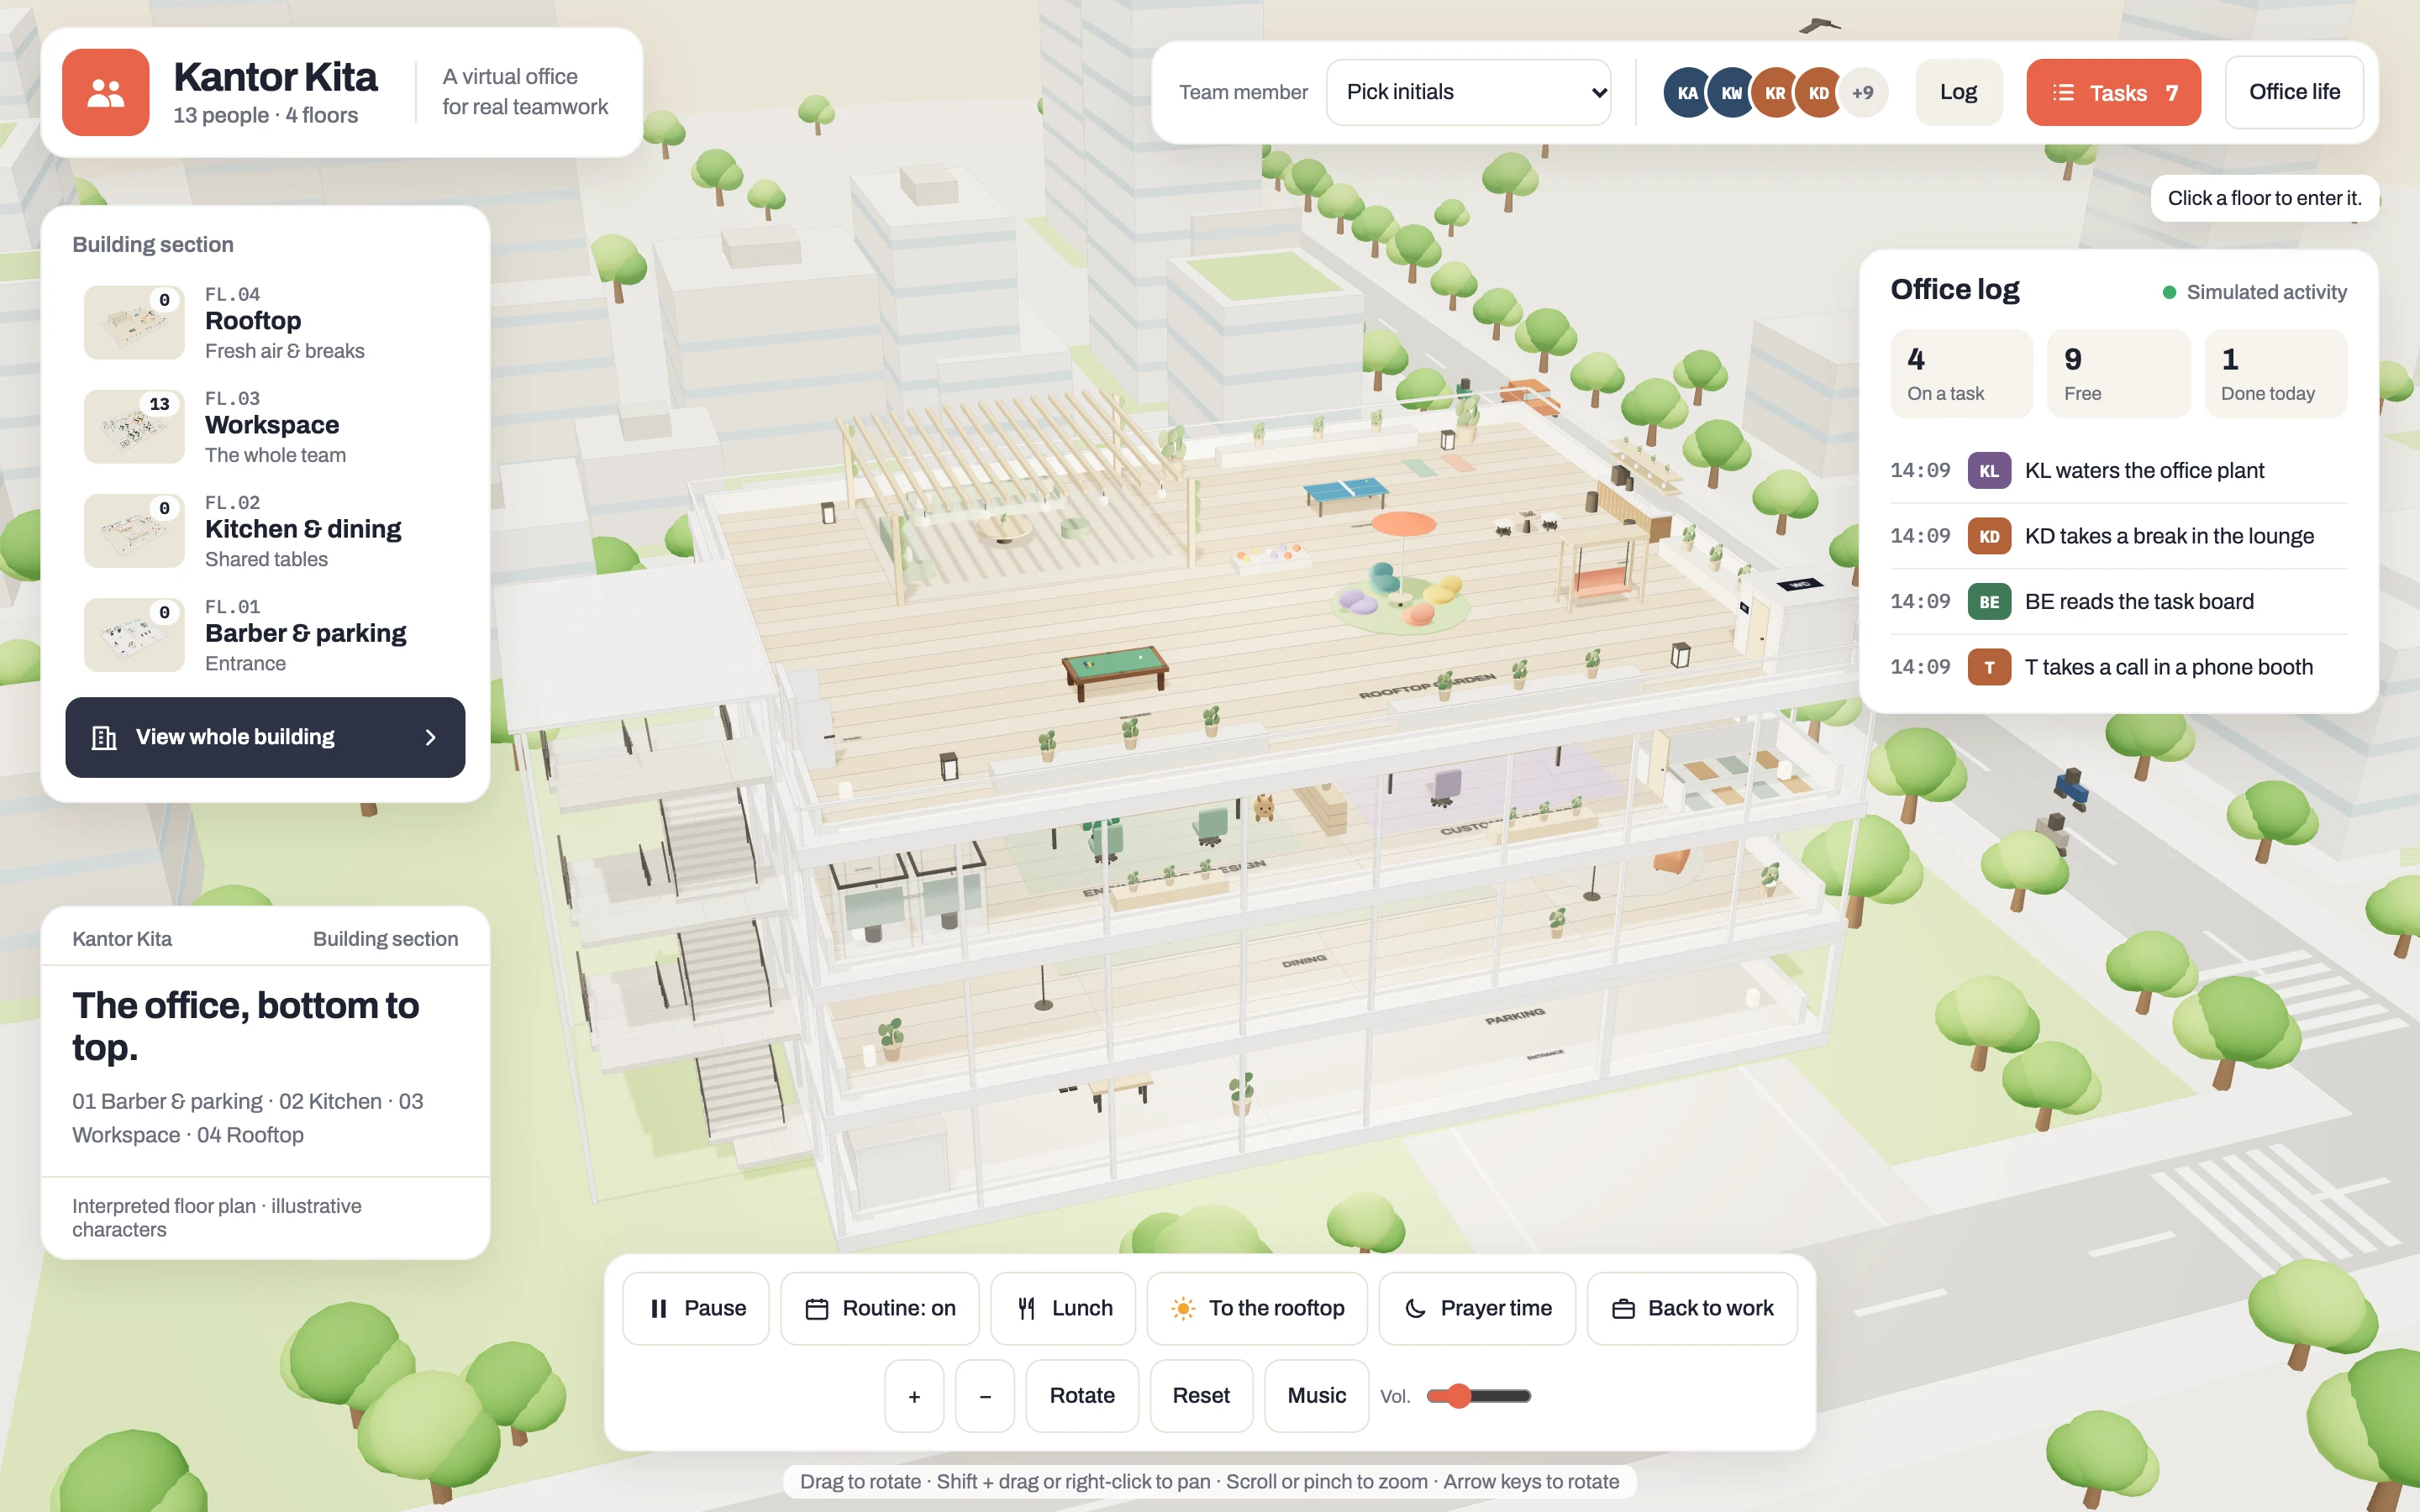 Kantor Kita
13 people · 4 floors
A virtual office
for real teamwork
Team member
Pick initials
KA
KW
KR
KD
+9
Log
Tasks 7
Office life
Click a floor to enter it.
Building section
0
FL.04
Rooftop
Fresh air & breaks
13
FL.03
Workspace
The whole team
0
FL.02
Kitchen & dining
Shared tables
0
FL.01
Barber & parking
Entrance
View whole building
Office log
Simulated activity
4
On a task
9
Free
1
Done today
14:09 KL KL waters the office plant
14:09 KD KD takes a break in the lounge
14:09 BE BE reads the task board
14:09 T T takes a call in a phone booth
WC
ROOFTOP GARDEN
DINING
PARKING
ENTRANCE
Kantor Kita
Building section
The office, bottom to
top.
01 Barber & parking · 02 Kitchen · 03
Workspace · 04 Rooftop
Interpreted floor plan · illustrative
characters
Pause
Routine: on
Lunch
To the rooftop
Prayer time
Back to work
+
−
Rotate
Reset
Music
Vol.
Drag to rotate · Shift + drag or right-click to pan · Scroll or pinch to zoom · Arrow keys to rotate